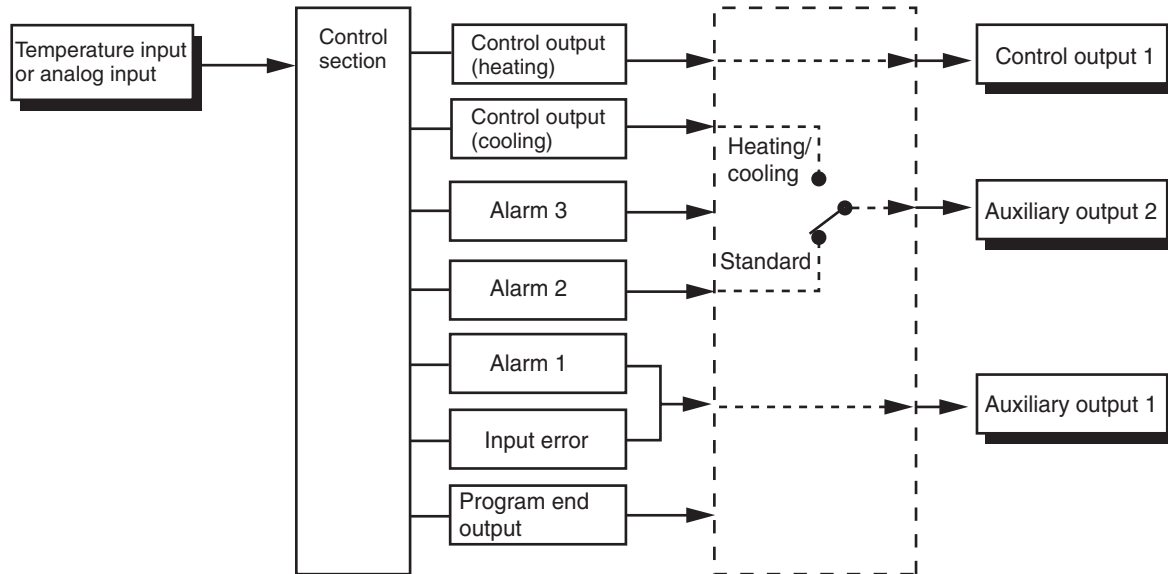 Temperature input
or analog input
Control
section
Control output
(heating)
Control output
(cooling)
Alarm 3
Alarm 2
Alarm 1
Input error
Program end
output
Heating/
cooling
Standard
Control output 1
Auxiliary output 2
Auxiliary output 1